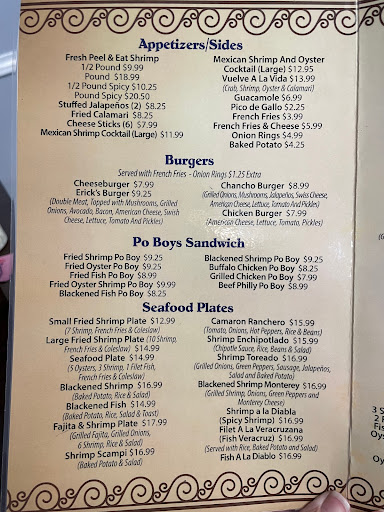 Appetizers/Sides
Fresh Peel & Eat Shrimp
1/2 Pound $9.99
Pound $18.99
1/2 Pound Spicy $10.25
Pound Spicy $20.50
Stuffed Jalapeños (2) $8.25
Fried Calamari $8.25
Cheese Sticks (6) $7.99
Mexican Shrimp Cocktail (Large) $11.99
Mexican Shrimp And Oyster
Cocktail (Large) $12.95
Vuelve A La Vida $13.99
(Crab, Shrimp, Oyster & Calamari)
Guacamole $6.99
Pico de Gallo $2.25
French Fries $3.99
French Fries & Cheese $5.99
Onion Rings $4.99
Baked Potato $4.25
Burgers
Served with French Fries - Onion Rings $1.25 Extra
Cheeseburger $7.99
Erick's Burger $9.25
(Double Meat, Topped with Mushrooms, Grilled
Onions, Avocado, Bacon, American Cheese, Swish
Cheese, Lettuce, Tomato And Pickles)
Chancho Burger $8.99
(Grilled Onions, Mushrooms, Jalapeños, Swiss Cheese,
American Cheese, Lettuce, Tomato And Pickles)
Chicken Burger $7.99
(American Cheese, Lettuce, Tomato, Pickles)
Po Boys Sandwich
Fried Shrimp Po Boy $9.25
Fried Oyster Po Boy $9.25
Fried Fish Po Boy $8.99
Fried Oyster Shrimp Po Boy $9.99
Blackened Fish Po Boy $8.25
Blackened Shrimp Po Boy $9.25
Buffalo Chicken Po Boy $8.25
Grilled Chicken Po Boy $7.99
Beef Philly Po Boy $8.99
Seafood Plates
Small Fried Shrimp Plate $12.99
(7 Shrimp, French Fries & Coleslaw)
Large Fried Shrimp Plate (10 Shrimp,
French Fries & Coleslaw) $14.99
Seafood Plate $14.99
(5 Oysters, 3 Shrimp, 1 Filet Fish,
French Fries & Coleslaw)
Blackened Shrimp $16.99
(Baked Potato, Rice & Salad)
Blackened Fish $14.99
(Baked Potato, Rice, Salad & Toast)
Fajita & Shrimp Plate $17.99
(Grilled Fajita, Grilled Onions,
6 Shrimp, Rice & Salad)
Shrimp Scampi $16.99
(Baked Potato & Salad)
Camaron Ranchero $15.99
(Tomato, Onions, Hot Peppers, Rice & Beans)
Shrimp Enchipotlado $15.99
(Chipotle Sauce, Rice, Beans & Salad)
Shrimp Toreado $16.99
(Grilled Onions, Green Peppers, Sausage, Jalapeños,
Salad and Baked Potato)
Blackened Shrimp Monterey $16.99
(Grilled Shrimp, Onions, Green Peppers and
Monterey Cheese)
Shrimp a la Diabla
(Spicy Shrimp) $16.99
Filet A La Veracruzana
(Fish Veracruz) $16.99
(Served with Rice, Baked Potato and Salad)
Fish A La Diablo $16.99